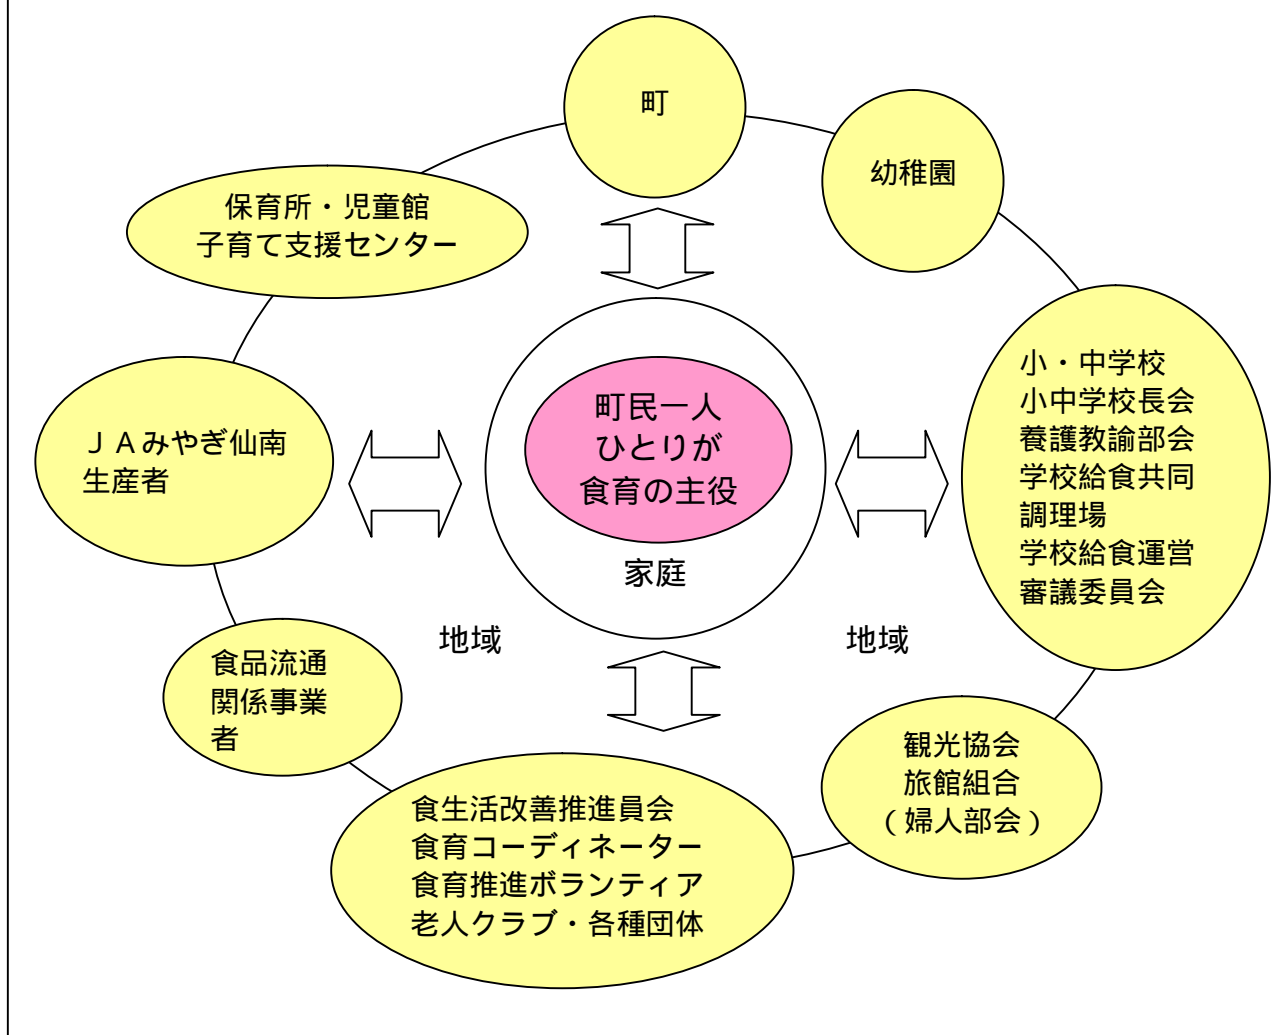 町
幼稚園
保育所・児童館
子育て支援センター
小・中学校
小中学校長会
養護教諭部会
学校給食共同
調理場
学校給食運営
審議委員会
ＪＡみやぎ仙南
生産者
町民一人
ひとりが
食育の主役
家庭
地域
地域
食品流通
関係事業
者
観光協会
旅館組合
（婦人部会）
食生活改善推進員会
食育コーディネーター
食育推進ボランティア
老人クラブ・各種団体